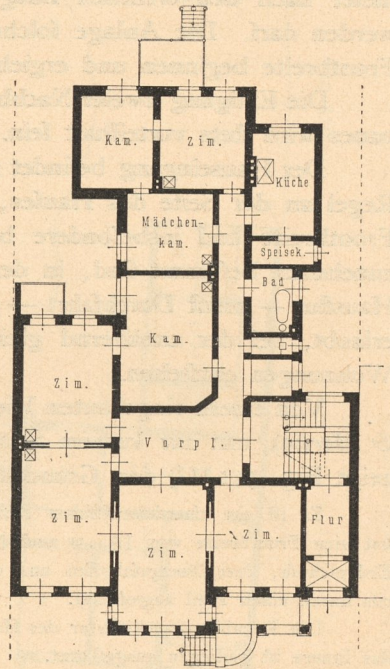 Kam.
Zim.
Küche
Mädchen-
kam.
Speisek.
Bad
Kam.
Zim.
Vorpl.
Zim.
Zim.
Zim.
Flur